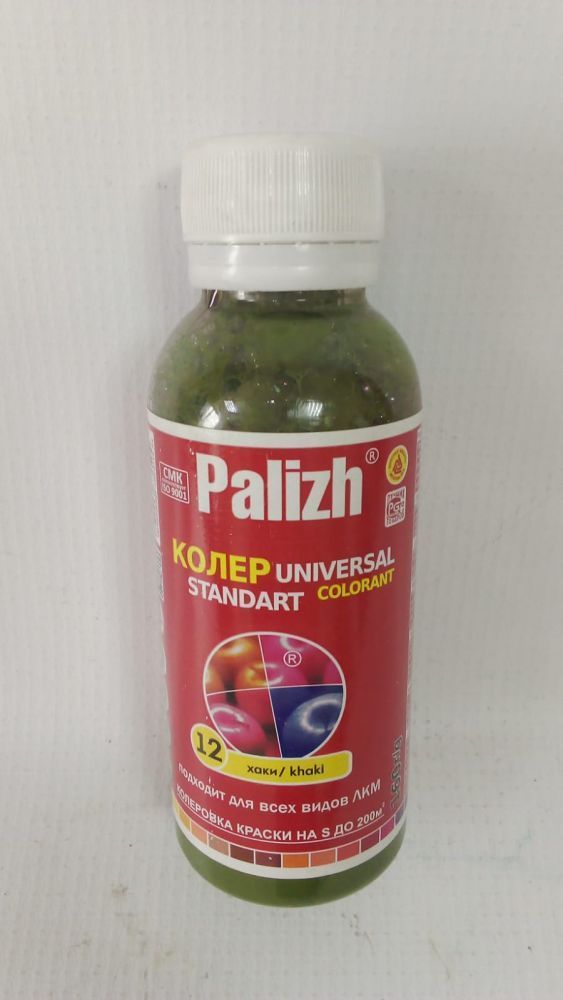 Palizh®
СМК
ISO 9001
КОЛЕР UNIVERSAL
STANDART COLORANT
®
12
хаки/ khaki
подходит для всех видов ЛКМ
КОЛЕРОВКА КРАСКИ НА S ДО 200м²